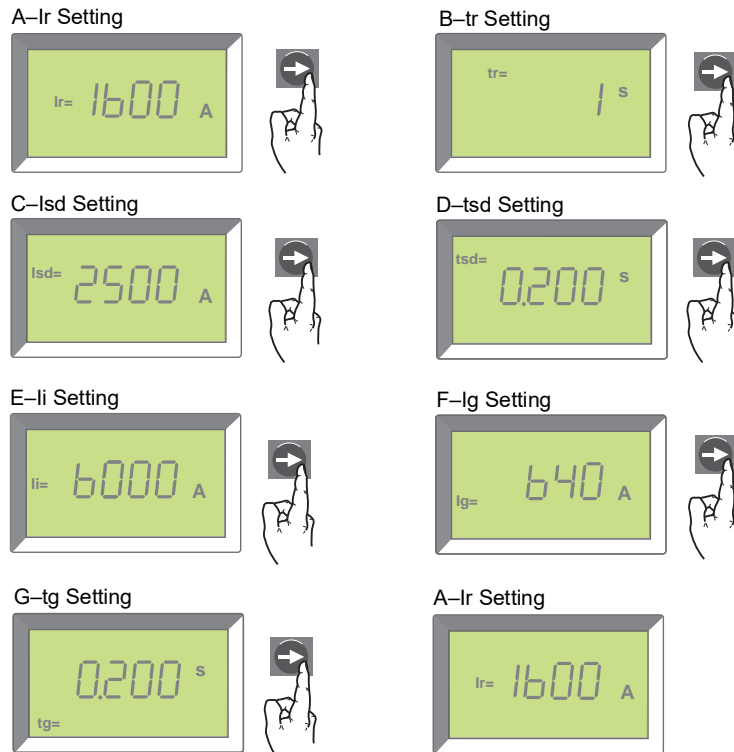 A–Ir Setting
Ir= 1600 A
B–tr Setting
tr= 1 s
C–Isd Setting
Isd= 2500 A
D–tsd Setting
tsd= 0.200 s
E–Ii Setting
Ii= 6000 A
F–Ig Setting
Ig= 640 A
G–tg Setting
0.200 s
tg=
A–Ir Setting
Ir= 1600 A